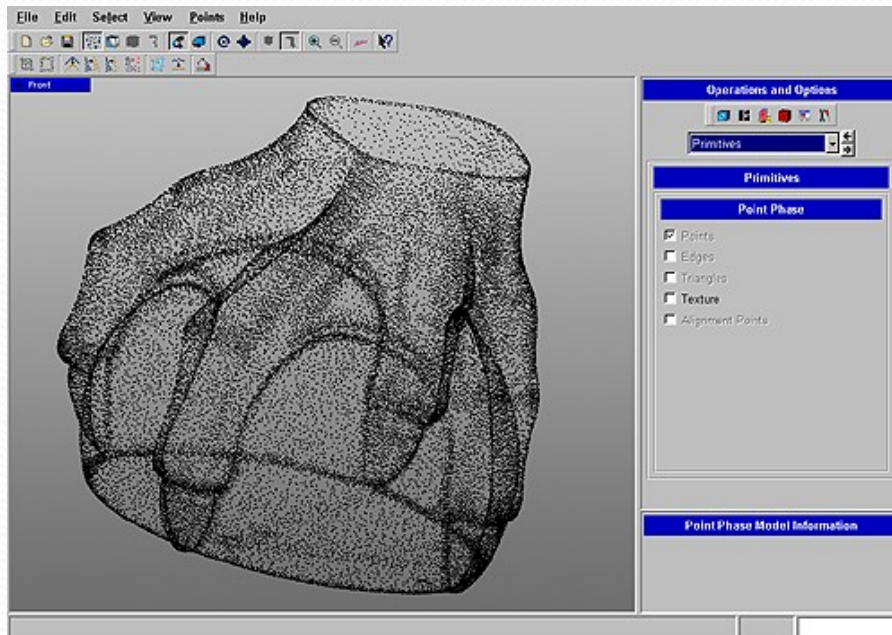 File Edit Select View Points Help
Front
Operations and Options
Primitives
Primitives
Point Phase
Points
Edges
Triangles
Texture
Alignment Points
Point Phase Model Information